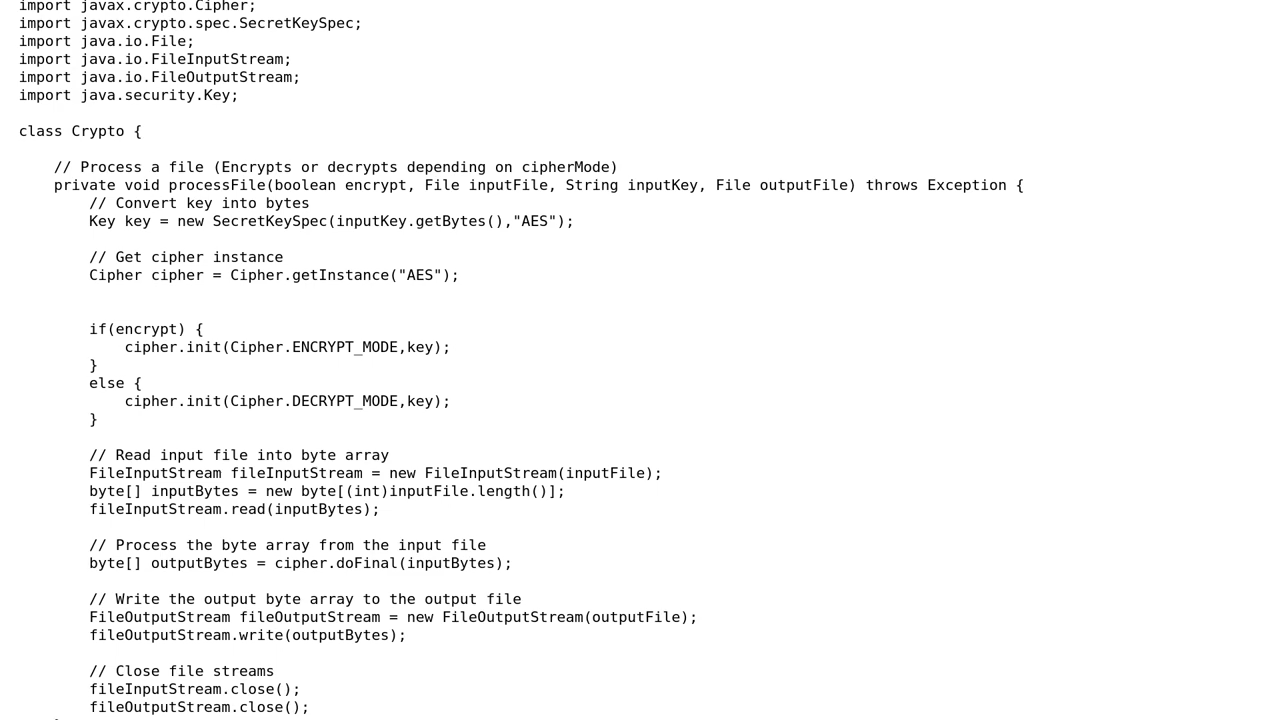 import javax.crypto.Cipher;
import javax.crypto.spec.SecretKeySpec;
import java.io.File;
import java.io.FileInputStream;
import java.io.FileOutputStream;
import java.security.Key;

class Crypto {

    // Process a file (Encrypts or decrypts depending on cipherMode)
    private void processFile(boolean encrypt, File inputFile, String inputKey, File outputFile) throws Exception {
        // Convert key into bytes
        Key key = new SecretKeySpec(inputKey.getBytes(),"AES");

        // Get cipher instance
        Cipher cipher = Cipher.getInstance("AES");


        if(encrypt) {
            cipher.init(Cipher.ENCRYPT_MODE,key);
        }
        else {
            cipher.init(Cipher.DECRYPT_MODE,key);
        }

        // Read input file into byte array
        FileInputStream fileInputStream = new FileInputStream(inputFile);
        byte[] inputBytes = new byte[(int)inputFile.length()];
        fileInputStream.read(inputBytes);

        // Process the byte array from the input file
        byte[] outputBytes = cipher.doFinal(inputBytes);

        // Write the output byte array to the output file
        FileOutputStream fileOutputStream = new FileOutputStream(outputFile);
        fileOutputStream.write(outputBytes);

        // Close file streams
        fileInputStream.close();
        fileOutputStream.close();